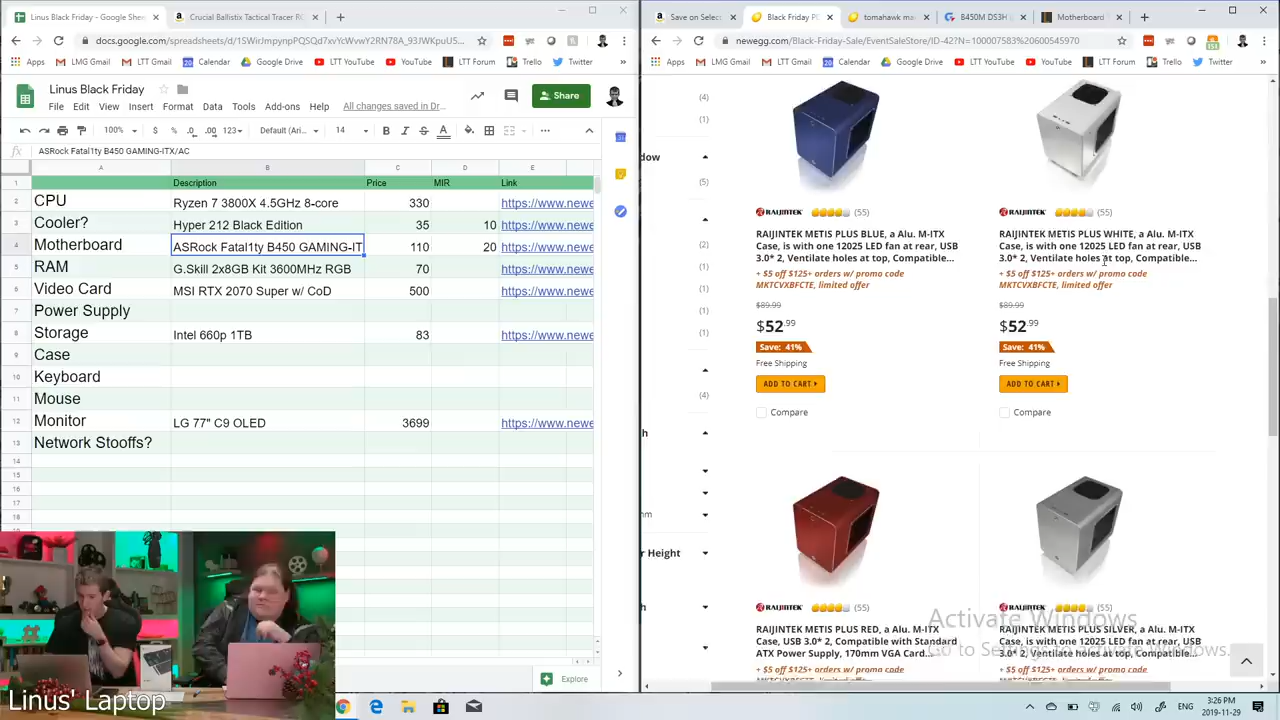 Linus Black Friday - Google Shee
Crucial Ballistix Tactical Tracer RG
docs.google.com/spreadsheets/d/
Apps LMG Gmail LTT Gmail Calendar Google Drive YouTube LTT YouTube LTT Forum Trello Twitter »
Linus Black Friday
File Edit View Insert Format Data Tools Add-ons Help All changes saved in Dr...
Share
100% $ % .0 .00 123 Default (Ari... 14 B I S A
fx ASRock Fatal1ty B450 GAMING-ITX/AC
A B C D E
1 Description Price MIR Link
2 CPU Ryzen 7 3800X 4.5GHz 8-core 330 https://www.newe
3 Cooler? Hyper 212 Black Edition 35 10 https://www.newe
4 Motherboard ASRock Fatal1ty B450 GAMING-IT 110 20 https://www.newe
5 RAM G.Skill 2x8GB Kit 3600MHz RGB 70 https://www.newe
6 Video Card MSI RTX 2070 Super w/ CoD 500 https://www.newe
7 Power Supply
8 Storage Intel 660p 1TB 83 https://www.newe
9 Case
10 Keyboard
11 Mouse
12 Monitor LG 77" C9 OLED 3699 https://www.newe
13 Network Stooffs?
14
15
16
17
18
Explore
Linus' Laptop
Save on Selec
Black Friday PC
tomahawk ma
B450M DS3H
Motherboard
newegg.com/Black-Friday-Sale/EventSaleStore/ID-42?N=100007583%20600545970
Apps LMG Gmail LTT Gmail Calendar Google Drive YouTube LTT YouTube LTT Forum Trello Twitter »
(4)
(1)
dow
(5)
(2)
(1)
(1)
(1)
(1)
(4)
h
nm
r Height
h
RAIJINTEK (55)
RAIJINTEK METIS PLUS BLUE, a Alu. M-ITX
Case, is with one 12025 LED fan at rear, USB
3.0* 2, Ventilate holes at top, Compatible...
+ $5 off $125+ orders w/ promo code
MKTCVXBFCTE, limited offer
$89.99
$52.99
Save: 41%
Free Shipping
ADD TO CART
Compare
RAIJINTEK (55)
RAIJINTEK METIS PLUS WHITE, a Alu. M-ITX
Case, is with one 12025 LED fan at rear, USB
3.0* 2, Ventilate holes at top, Compatible...
+ $5 off $125+ orders w/ promo code
MKTCVXBFCTE, limited offer
$89.99
$52.99
Save: 41%
Free Shipping
ADD TO CART
Compare
RAIJINTEK (55)
RAIJINTEK METIS PLUS RED, a Alu. M-ITX
Case, USB 3.0* 2, Compatible with Standard
ATX Power Supply, 170mm VGA Card...
+ $5 off $125+ orders w/ promo code
RAIJINTEK (55)
RAIJINTEK METIS PLUS SILVER, a Alu. M-ITX
Case, is with one 12025 LED fan at rear, USB
3.0* 2, Ventilate holes at top, Compatible...
+ $5 off $125+ orders w/ promo code
Activate Windows
Go to Settings to activate Windows.
ENG
3:26 PM
2019-11-29